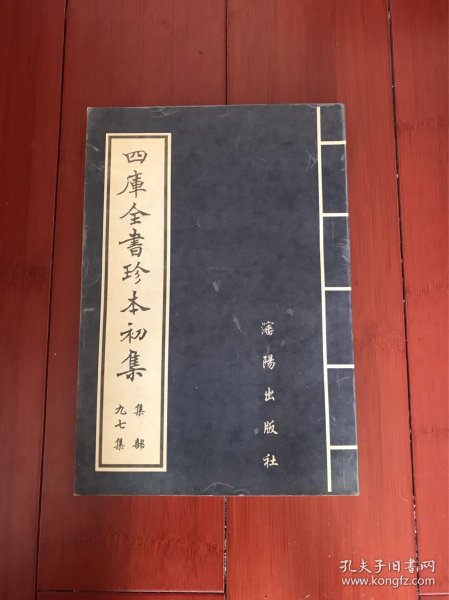 四庫全書珍本初集
集部
九七集
瀋陽出版社
孔夫子旧书网
www.kongfz.com